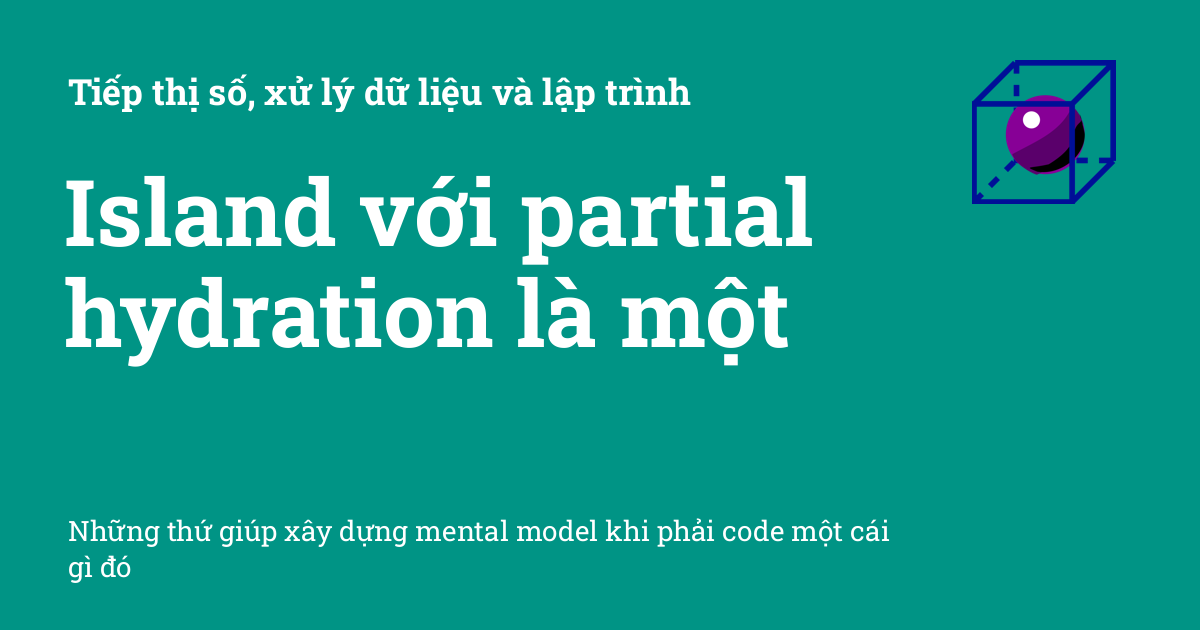 Tiếp thị số, xử lý dữ liệu và lập trình
Island với partial
hydration là một
Những thứ giúp xây dựng mental model khi phải code một cái
gì đó